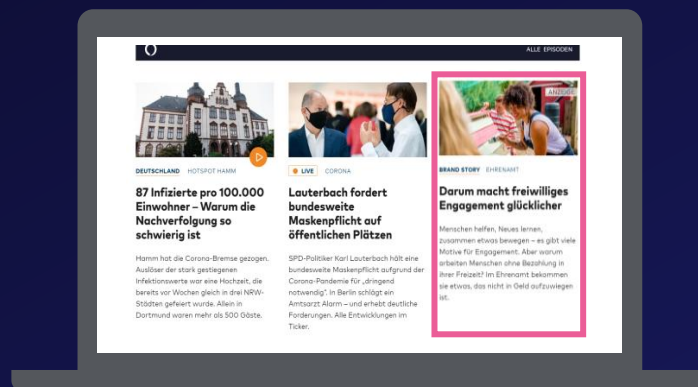 ALLE EPISODEN
DEUTSCHLAND HOTSPOT HAMM
87 Infizierte pro 100.000
Einwohner – Warum die
Nachverfolgung so
schwierig ist
Hamm hat die Corona-Bremse gezogen.
Auslöser der stark gestiegenen
Infektionswerte war eine Hochzeit, die
bereits vor Wochen gleich in drei NRW-
Städten gefeiert wurde. Allein in
Dortmund waren mehr als 500 Gäste.
LIVE CORONA
Lauterbach fordert
bundesweite
Maskenpflicht auf
öffentlichen Plätzen
SPD-Politiker Karl Lauterbach hält eine
bundesweite Maskenpflicht aufgrund der
Corona-Pandemie für „dringend
notwendig". In Berlin schlägt ein
Amtsarzt Alarm – und erhebt deutliche
Forderungen. Alle Entwicklungen im
Ticker.
ANZEIGE
BRAND STORY EHRENAMT
Darum macht freiwilliges
Engagement glücklicher
Menschen helfen, Neues lernen,
zusammen etwas bewegen – es gibt viele
Motive für Engagement. Aber warum
arbeiten Menschen ohne Bezahlung in
ihrer Freizeit? Im Ehrenamt bekommen
sie etwas, das nicht in Geld aufzuwiegen
ist.